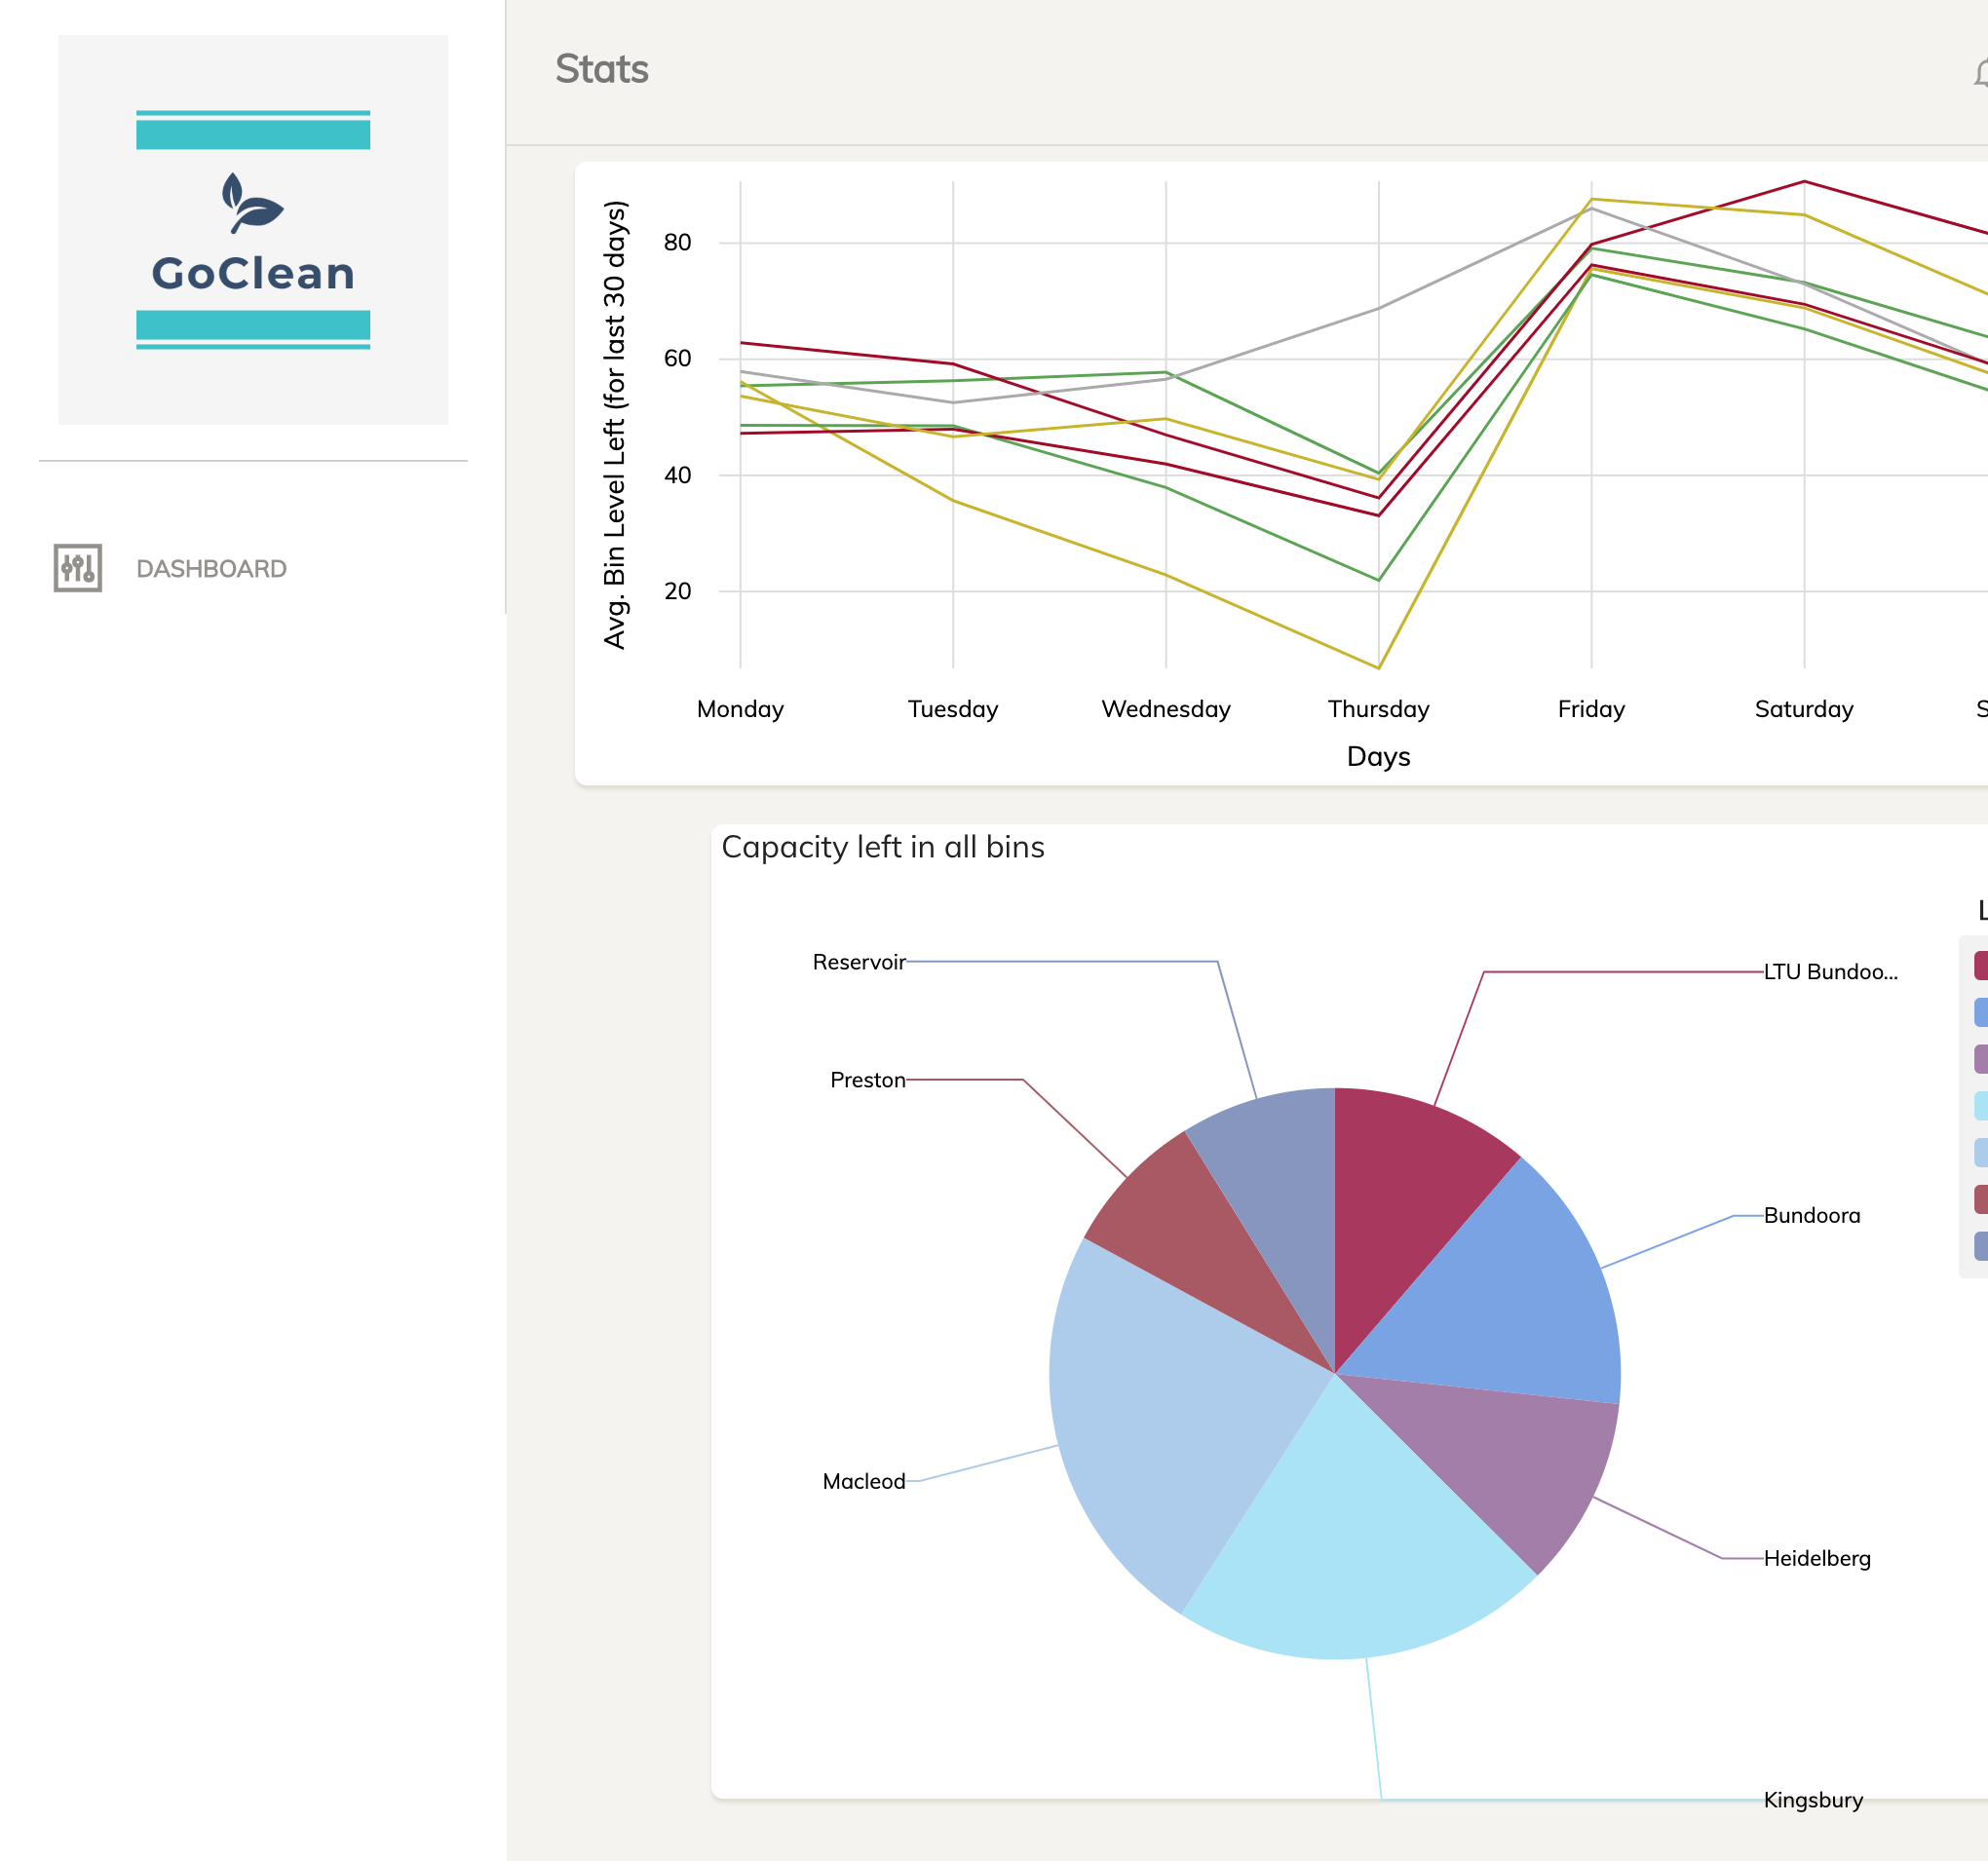 Stats
GoClean
DASHBOARD
Avg. Bin Level Left (for last 30 days)
80
60
40
20
Monday Tuesday Wednesday Thursday Friday Saturday
Days
Capacity left in all bins
Reservoir
LTU Bundoo...
Preston
Bundoora
Macleod
Heidelberg
Kingsbury